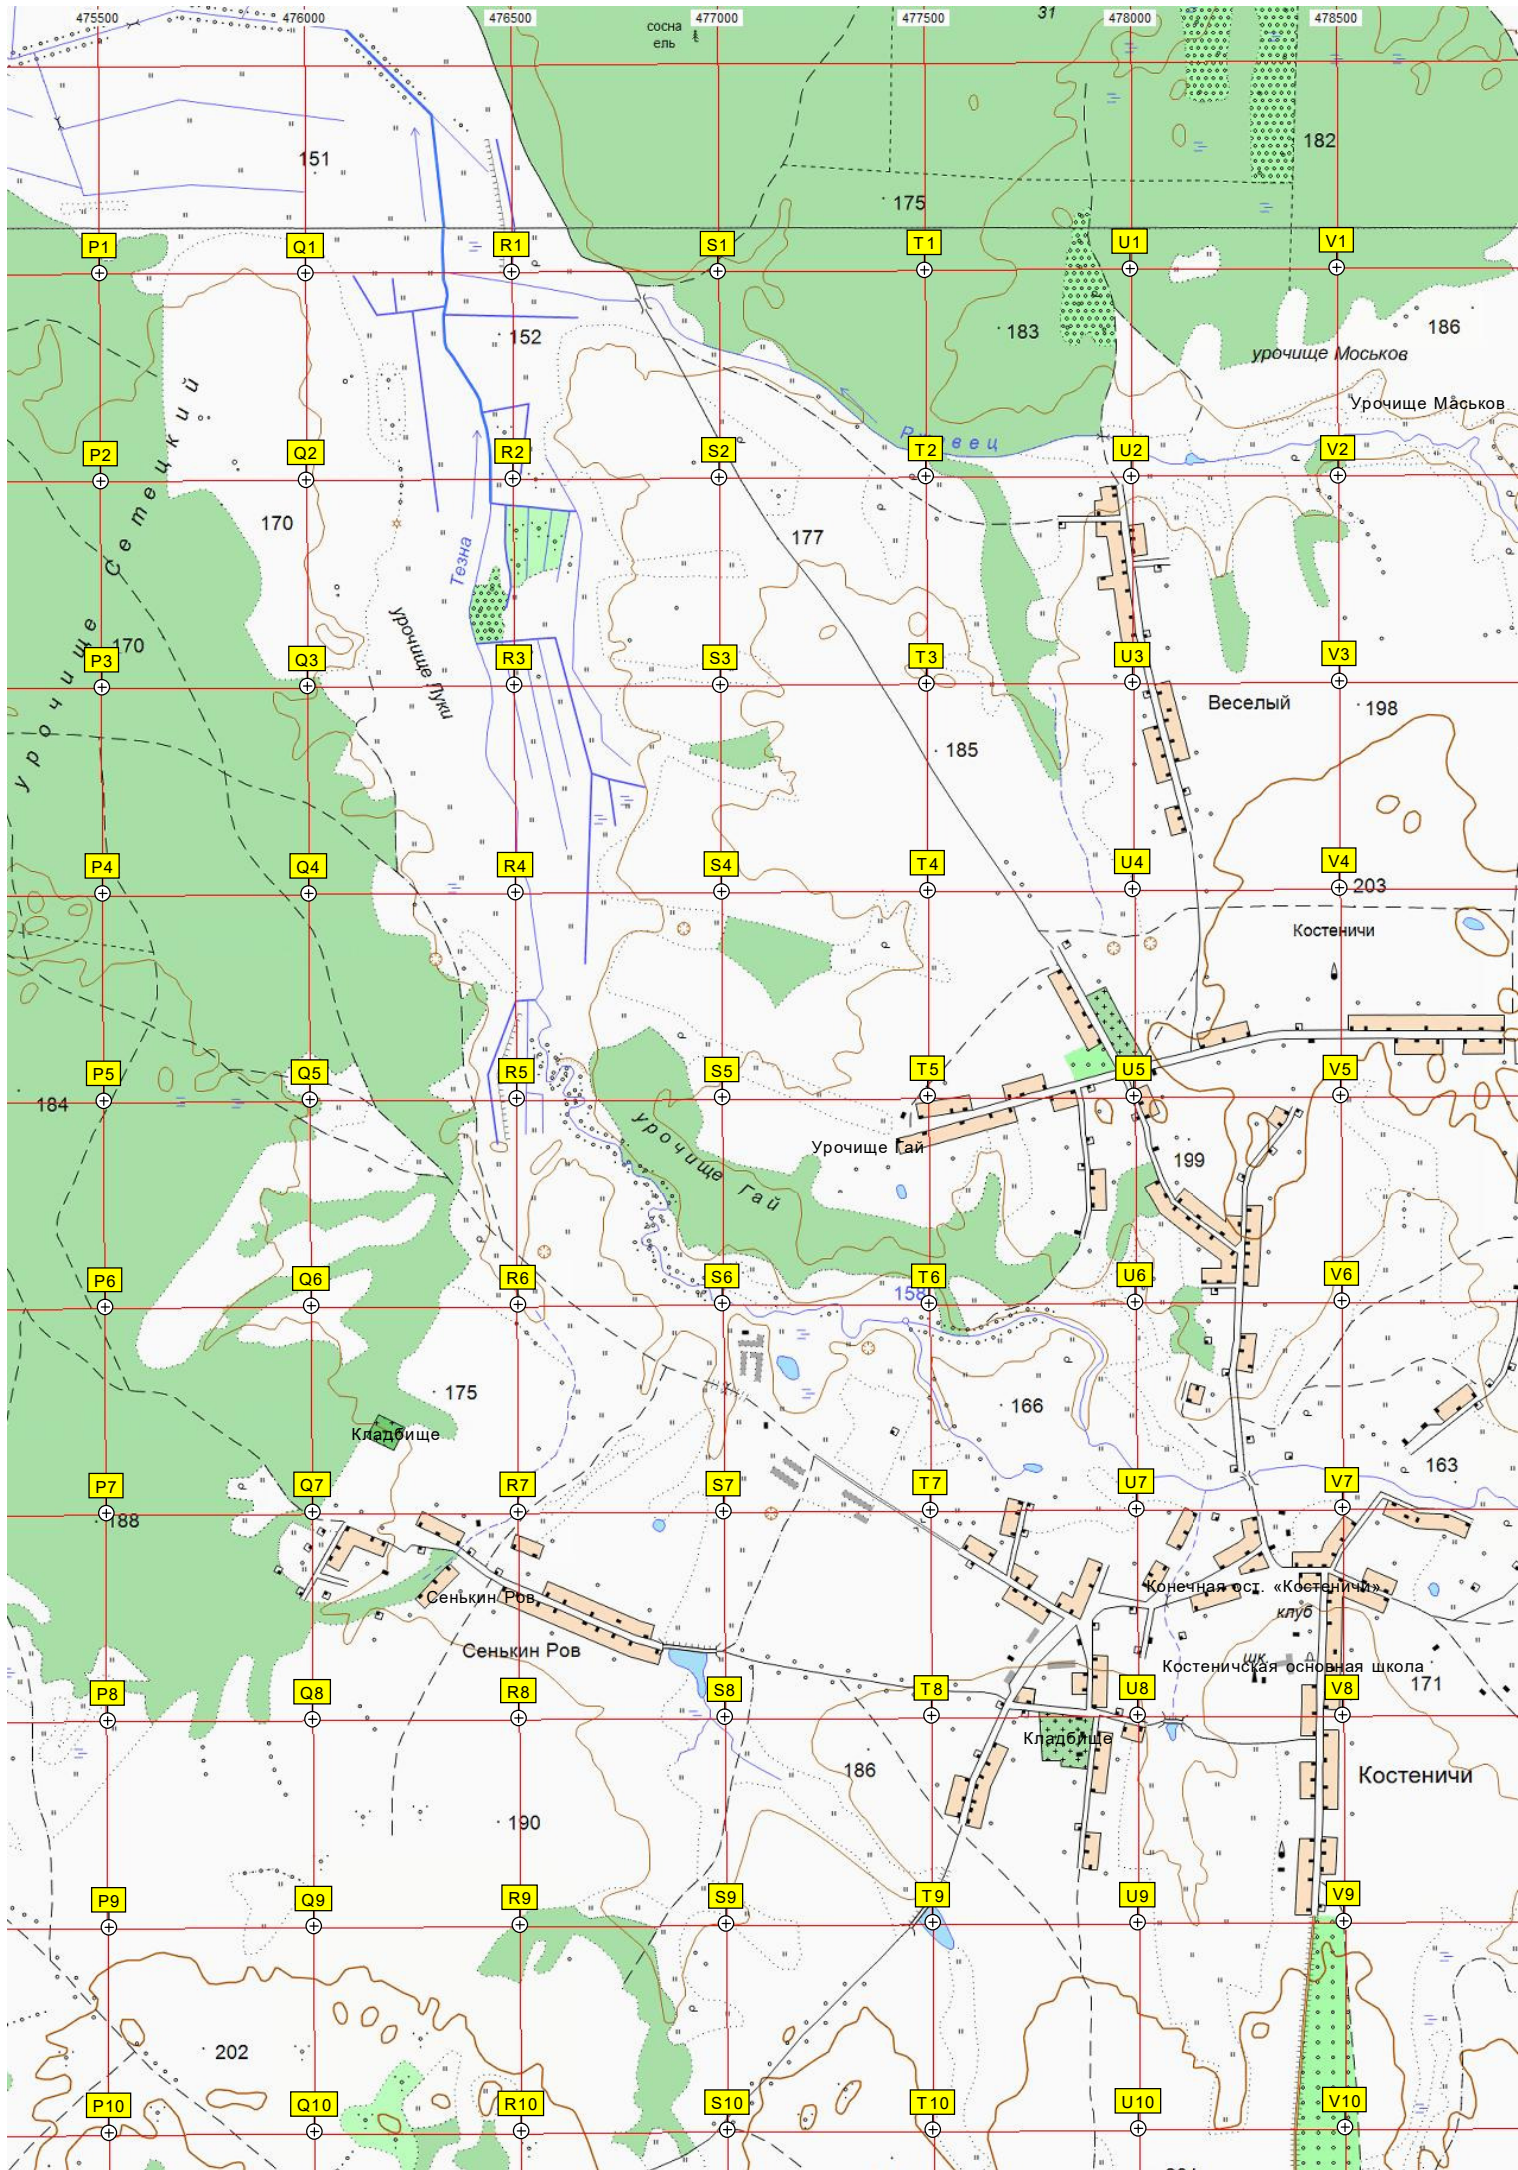 475500 476000 476500 477000 477500 478000 478500
сосна
ель
31
151
182
175
P1 Q1 R1 S1 T1 U1 V1
152
183
186
урочище Моськов
Урочище Маськов
Руковец
P2 Q2 R2 S2 T2 U2 V2
170
177
Тезна
урочище Сетецкий
урочище Луки
170
P3 Q3 R3 S3 T3 U3 V3
Веселый
198
185
P4 Q4 R4 S4 T4 U4 V4
203
Костеничи
P5 Q5 R5 S5 T5 U5 V5
184
урочище Гай
Урочище Гай
199
P6 Q6 R6 S6 T6 U6 V6
158
175
166
Кладбище
163
P7 Q7 R7 S7 T7 U7 V7
188
Сенькин Ров
Конечная ост. «Костеничи»
клуб
Сенькин Ров
шк.
Костеничская основная школа
171
P8 Q8 R8 S8 T8 U8 V8
Кладбище
186
Костеничи
190
P9 Q9 R9 S9 T9 U9 V9
202
P10 Q10 R10 S10 T10 U10 V10